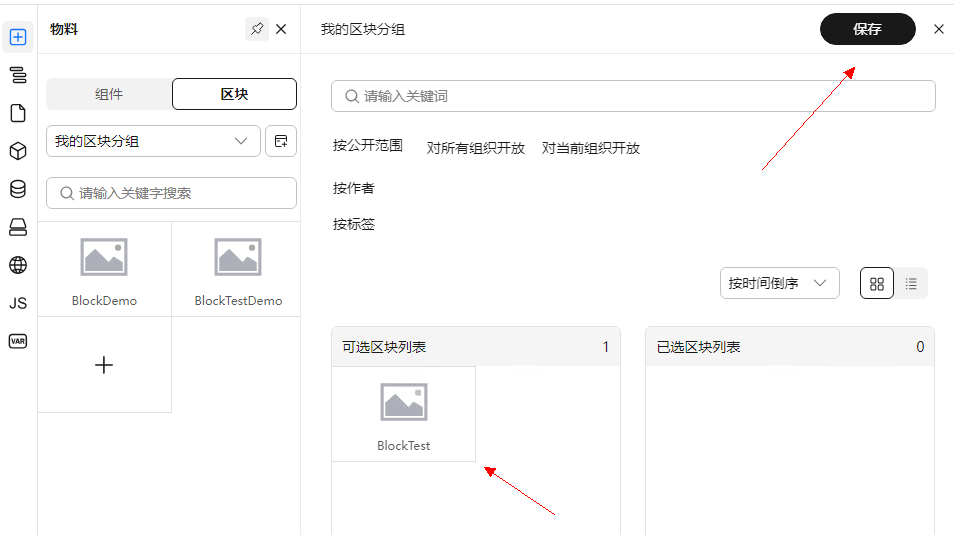 物料
我的区块分组
保存
组件
区块
我的区块分组
请输入关键字搜索
BlockDemo
BlockTestDemo
JS
VAR
请输入关键词
按公开范围 对所有组织开放 对当前组织开放
按作者
按标签
按时间倒序
可选区块列表 1
BlockTest
已选区块列表 0